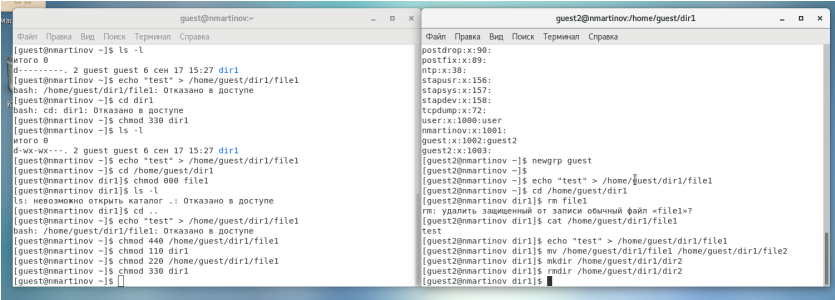 guest@nmartinov:~
Файл Правка Вид Поиск Терминал Справка
[guest@nmartinov ~]$ ls -l
итого 0
d---------. 2 guest guest 6 сен 17 15:27 dir1
[guest@nmartinov ~]$ echo "test" > /home/guest/dir1/file1
bash: /home/guest/dir1/file1: Отказано в доступе
[guest@nmartinov ~]$ cd dir1
bash: cd: dir1: Отказано в доступе
[guest@nmartinov ~]$ chmod 330 dir1
[guest@nmartinov ~]$ ls -l
итого 0
d-wx-wx---. 2 guest guest 6 сен 17 15:27 dir1
[guest@nmartinov ~]$ echo "test" > /home/guest/dir1/file1
[guest@nmartinov ~]$ cd /home/guest/dir1
[guest@nmartinov dir1]$ chmod 000 file1
[guest@nmartinov dir1]$ ls -l
ls: невозможно открыть каталог .: Отказано в доступе
[guest@nmartinov dir1]$ cd ..
[guest@nmartinov ~]$ echo "test" > /home/guest/dir1/file1
bash: /home/guest/dir1/file1: Отказано в доступе
[guest@nmartinov ~]$ chmod 440 /home/guest/dir1/file1
[guest@nmartinov ~]$ chmod 110 dir1
[guest@nmartinov ~]$ chmod 220 /home/guest/dir1/file1
[guest@nmartinov ~]$ chmod 330 dir1
[guest@nmartinov ~]$
guest2@nmartinov:/home/guest/dir1
Файл Правка Вид Поиск Терминал Справка
postdrop:x:90:
postfix:x:89:
ntp:x:38:
stapusr:x:156:
stapsys:x:157:
stapdev:x:158:
tcpdump:x:72:
user:x:1000:user
nmartinov:x:1001:
guest:x:1002:guest2
guest2:x:1003:
[guest2@nmartinov ~]$ newgrp guest
[guest2@nmartinov ~]$
[guest2@nmartinov ~]$ echo "test" > /home/guest/dir1/file1
[guest2@nmartinov ~]$ cd /home/guest/dir1
[guest2@nmartinov dir1]$ rm file1
rm: удалить защищенный от записи обычный файл «file1»?
[guest2@nmartinov dir1]$ cat /home/guest/dir1/file1
test
[guest2@nmartinov dir1]$ echo "test" > /home/guest/dir1/file1
[guest2@nmartinov dir1]$ mv /home/guest/dir1/file1 /home/guest/dir1/file2
[guest2@nmartinov dir1]$ mkdir /home/guest/dir1/dir2
[guest2@nmartinov dir1]$ rmdir /home/guest/dir1/dir2
[guest2@nmartinov dir1]$